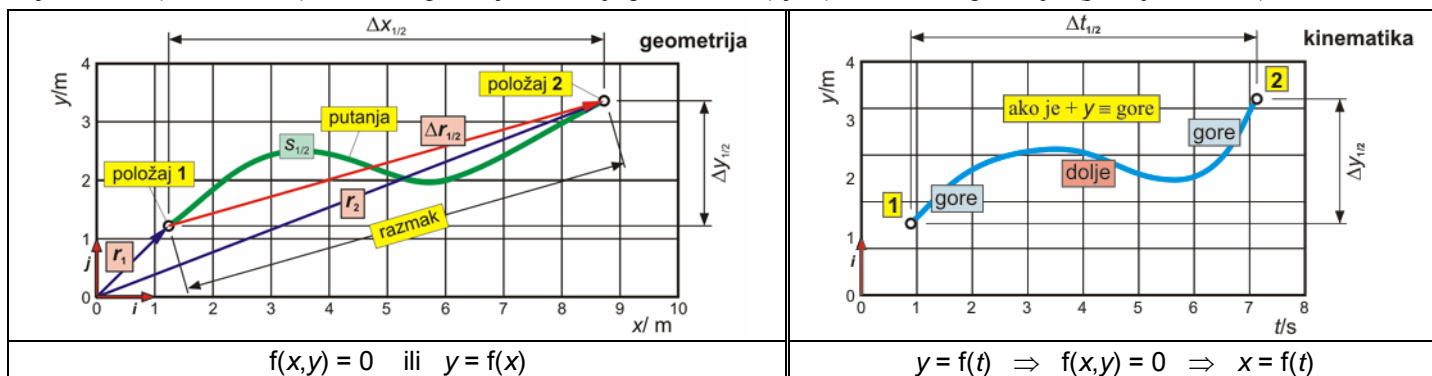 Δx₁/₂
geometrija
y/m
4
3
2
1
0
položaj 2
putanja
s₁/₂
Δr₁/₂
Δy₁/₂
položaj 1
r₂
razmak
r₁
j
i
0 1 2 3 4 5 6 7 8 9 10
x/ m
f(x,y) = 0 ili y = f(x)
Δt₁/₂
kinematika
y/m
4
3
2
1
0
2
ako je + y ≡ gore
gore
Δy₁/₂
dolje
1
gore
i
0 1 2 3 4 5 6 7 8
t/s
y = f(t) ⇒ f(x,y) = 0 ⇒ x = f(t)